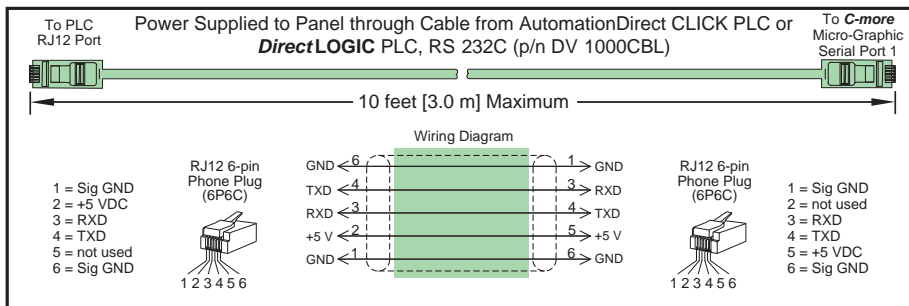 To PLC
RJ12 Port
Power Supplied to Panel through Cable from AutomationDirect CLICK PLC or
DirectLOGIC PLC, RS 232C (p/n DV 1000CBL)
To C-more
Micro-Graphic
Serial Port 1
10 feet [3.0 m] Maximum
Wiring Diagram
1 = Sig GND
2 = +5 VDC
3 = RXD
4 = TXD
5 = not used
6 = Sig GND
RJ12 6-pin
Phone Plug
(6P6C)
1 2 3 4 5 6
GND 6 1 GND
TXD 4 3 RXD
RXD 3 4 TXD
+5 V 2 5 +5 V
GND 1 6 GND
RJ12 6-pin
Phone Plug
(6P6C)
1 2 3 4 5 6
1 = Sig GND
2 = not used
3 = RXD
4 = TXD
5 = +5 VDC
6 = Sig GND